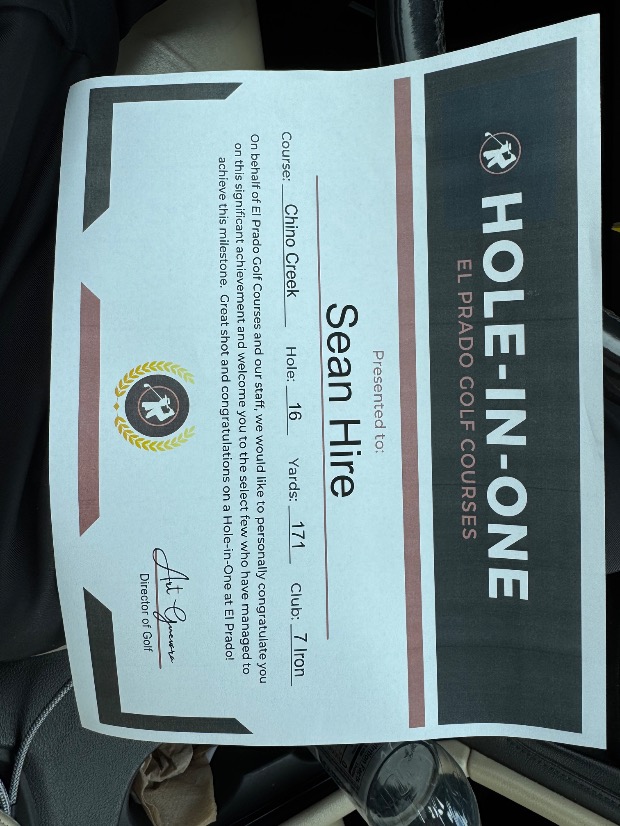 HOLE-IN-ONE
EL PRADO GOLF COURSES
Presented to:
Sean Hire
Course: Chino Creek Hole: 16 Yards: 171 Club: 7 Iron
On behalf of El Prado Golf Courses and our staff, we would like to personally congratulate you
on this significant achievement and welcome you to the select few who have managed to
achieve this milestone. Great shot and congratulations on a Hole-in-One at El Prado!
Art Guevara
Director of Golf